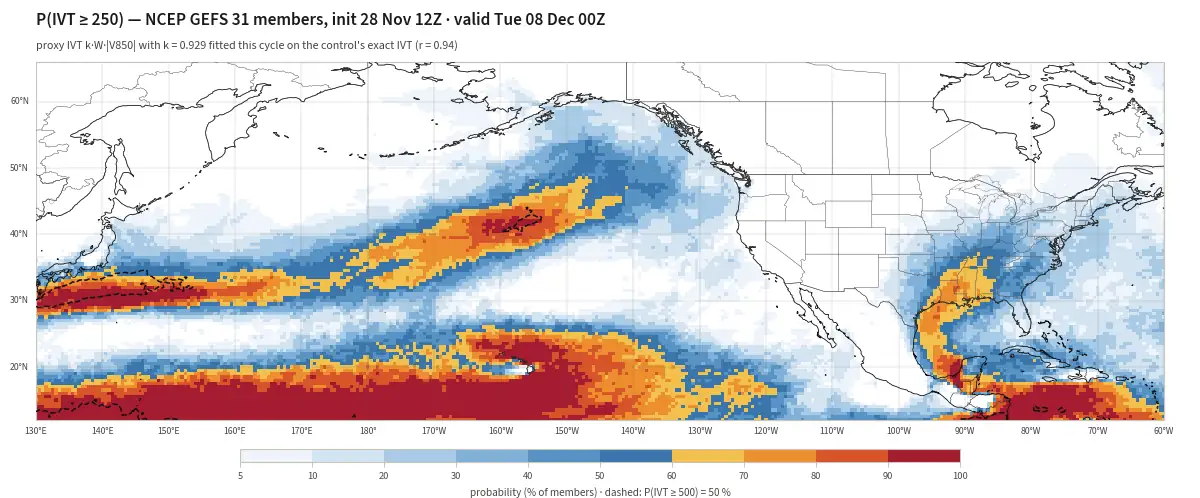 P(IVT ≥ 250) — NCEP GEFS 31 members, init 28 Nov 12Z · valid Tue 08 Dec 00Z
proxy IVT k·W·|V850| with k = 0.929 fitted this cycle on the control's exact IVT (r = 0.94)
60°N
50°N
40°N
30°N
20°N
130°E 140°E 150°E 160°E 170°E 180° 170°W 160°W 150°W 140°W 130°W 120°W 110°W 100°W 90°W 80°W 70°W 60°W
5 10 20 30 40 50 60 70 80 90 100
probability (% of members) · dashed: P(IVT ≥ 500) = 50 %